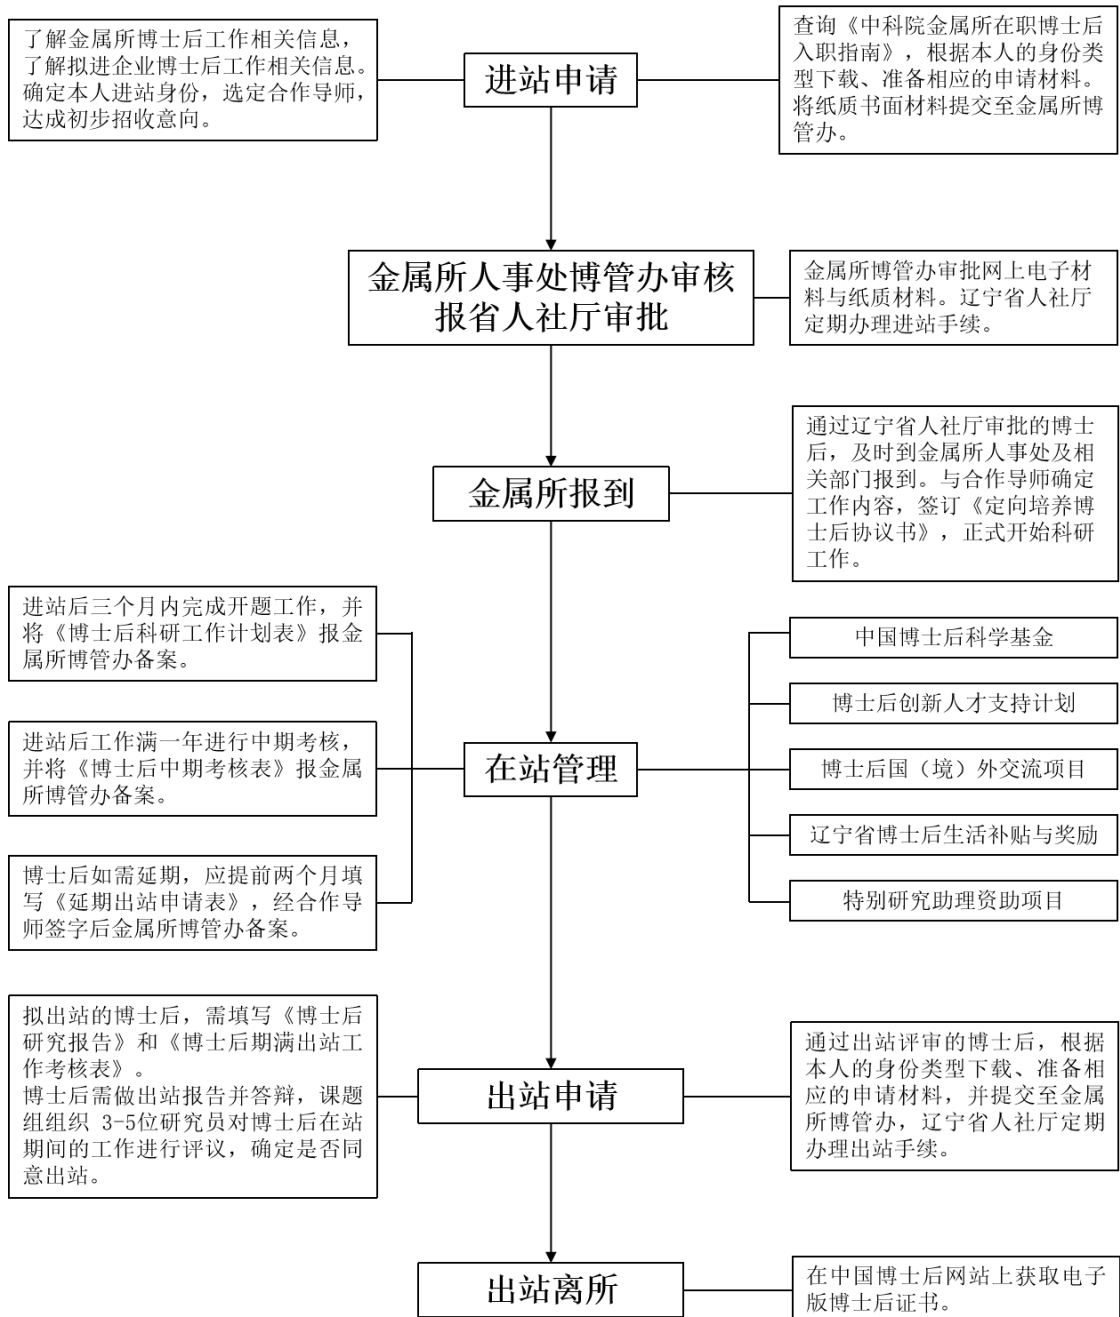 了解金属所博士后工作相关信息，
了解拟进企业博士后工作相关信息。
确定本人进站身份，选定合作导师，
达成初步招收意向。
进站申请
查询《中科院金属所在职博士后
入职指南》，根据本人的身份类
型下载、准备相应的申请材料。
将纸质书面材料提交至金属所博
管办。
金属所人事处博管办审核
报省人社厅审批
金属所博管办审批网上电子材
料与纸质材料。辽宁省人社厅
定期办理进站手续。
金属所报到
通过辽宁省人社厅审批的博士
后，及时到金属所人事处及相
关部门报到。与合作导师确定
工作内容，签订《定向培养博
士后协议书》，正式开始科研
工作。
进站后三个月内完成开题工作，并
将《博士后科研工作计划表》报金
属所博管办备案。
进站后工作满一年进行中期考核，
并将《博士后中期考核表》报金属
所博管办备案。
博士后如需延期，应提前两个月填
写《延期出站申请表》，经合作导
师签字后金属所博管办备案。
在站管理
中国博士后科学基金
博士后创新人才支持计划
博士后国（境）外交流项目
辽宁省博士后生活补贴与奖励
特别研究助理资助项目
拟出站的博士后，需填写《博士后
研究报告》和《博士后期满出站工
作考核表》。
博士后需做出站报告并答辩，课题
组组织 3-5位研究员对博士后在站
期间的工作进行评议，确定是否同
意出站。
出站申请
通过出站评审的博士后，根据
本人的身份类型下载、准备相
应的申请材料，并提交至金属
所博管办，辽宁省人社厅定期
办理出站手续。
出站离所
在中国博士后网站上获取电子
版博士后证书。